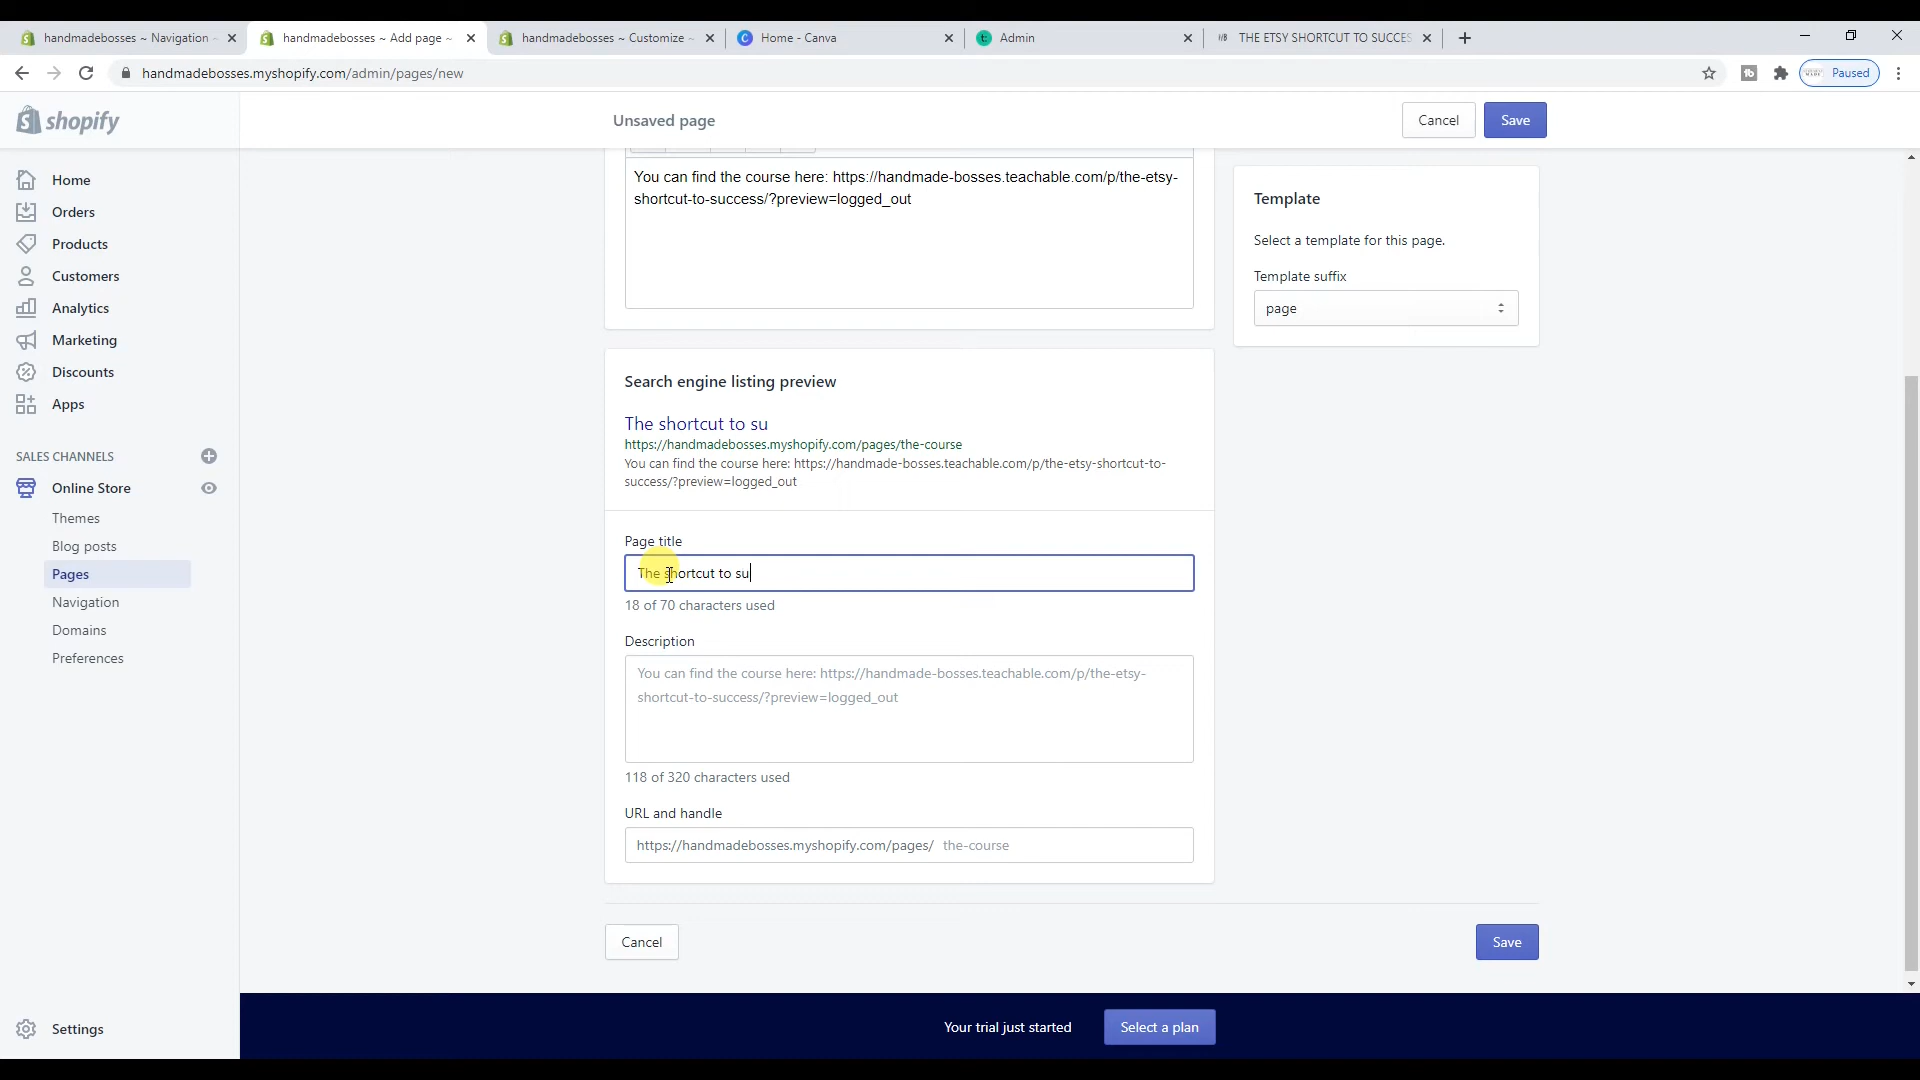 handmadebosses ~ Navigation ~
handmadebosses ~ Add page ~
handmadebosses ~ Customize ~
Home - Canva
Admin
THE ETSY SHORTCUT TO SUCCES
handmadebosses.myshopify.com/admin/pages/new
Paused
shopify
Unsaved page
Cancel
Save
Home
Orders
Products
Customers
Analytics
Marketing
Discounts
Apps
SALES CHANNELS
Online Store
Themes
Blog posts
Pages
Navigation
Domains
Preferences
Settings
You can find the course here: https://handmade-bosses.teachable.com/p/the-etsy-
shortcut-to-success/?preview=logged_out
Template
Select a template for this page.
Template suffix
page
Search engine listing preview
The shortcut to su
https://handmadebosses.myshopify.com/pages/the-course
You can find the course here: https://handmade-bosses.teachable.com/p/the-etsy-shortcut-to-
success/?preview=logged_out
Page title
The shortcut to su
18 of 70 characters used
Description
You can find the course here: https://handmade-bosses.teachable.com/p/the-etsy-
shortcut-to-success/?preview=logged_out
118 of 320 characters used
URL and handle
https://handmadebosses.myshopify.com/pages/ the-course
Cancel
Save
Your trial just started
Select a plan